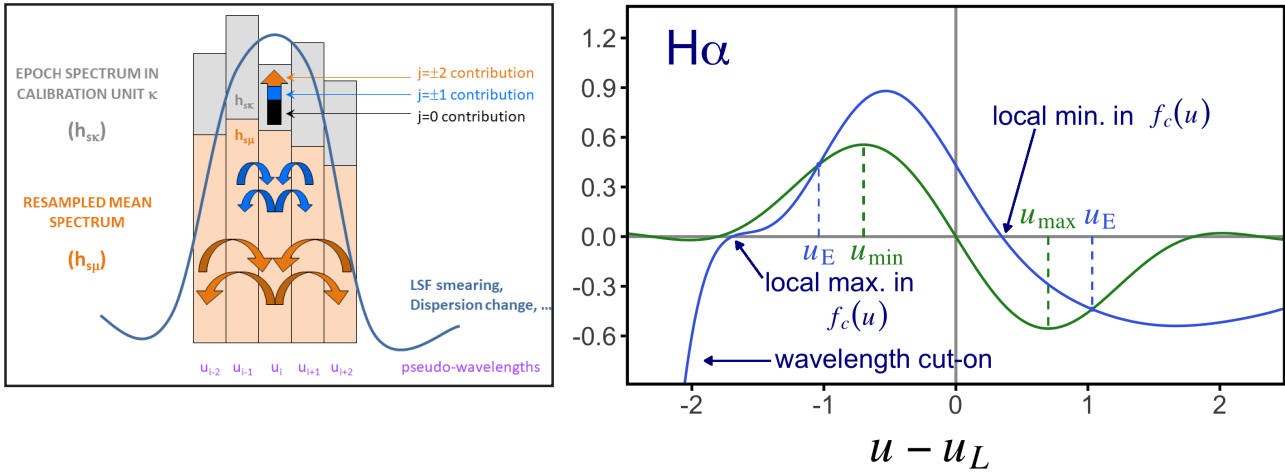 EPOCH SPECTRUM IN
CALIBRATION UNIT κ
(hsκ)
RESAMPLED MEAN
SPECTRUM
(hsμ)
hsκ
hsμ
j=±2 contribution
j=±1 contribution
j=0 contribution
LSF smearing,
Dispersion change, ...
ui-2 ui-1 ui ui+1 ui+2 pseudo-wavelengths
Hα
1.2
0.9
0.6
0.3
0.0
-0.3
-0.6
local min. in fc(u)
umax uE
uE umin
local max. in
fc(u)
wavelength cut-on
-2 -1 0 1 2
u − uL